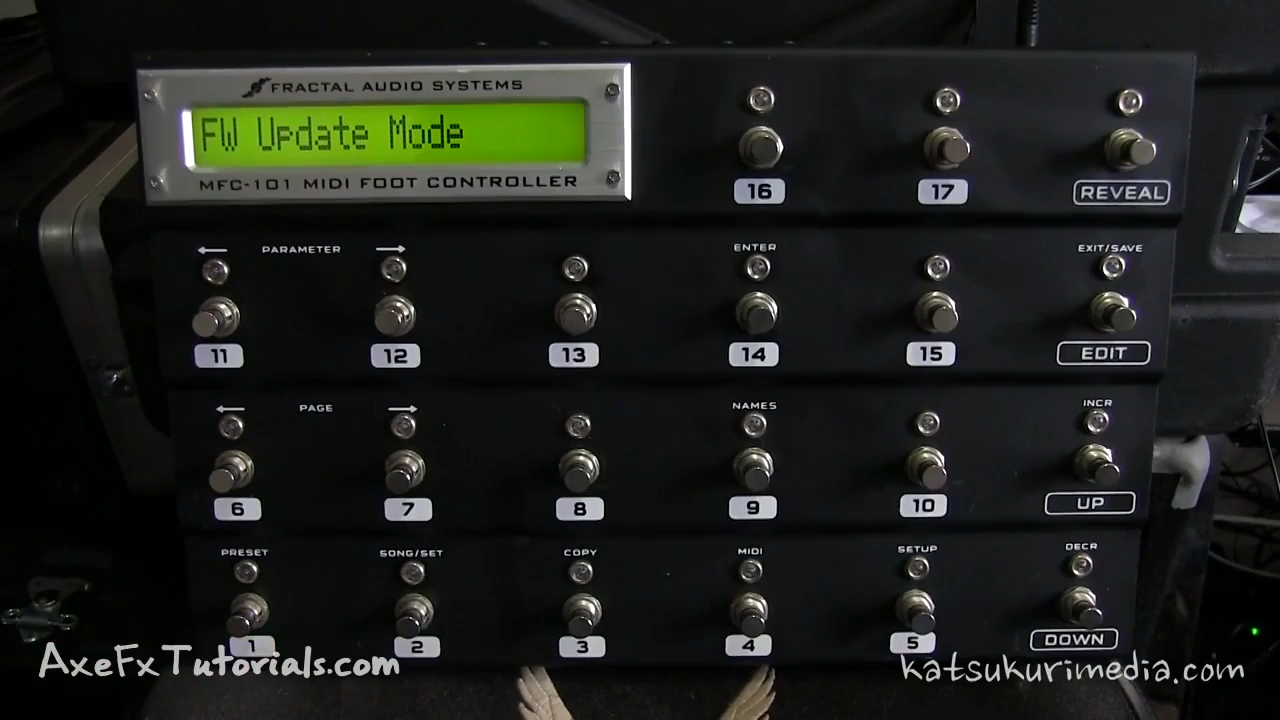 FRACTAL AUDIO SYSTEMS
FW Update Mode
MFC-101 MIDI FOOT CONTROLLER
16 17 REVEAL
PARAMETER ENTER EXIT/SAVE
11 12 13 14 15 EDIT
PAGE NAMES INCR
6 7 8 9 10 UP
PRESET SONG/SET COPY MIDI SETUP DECR
1 2 3 4 5 DOWN
AxeFxTutorials.com katsukurimedia.com